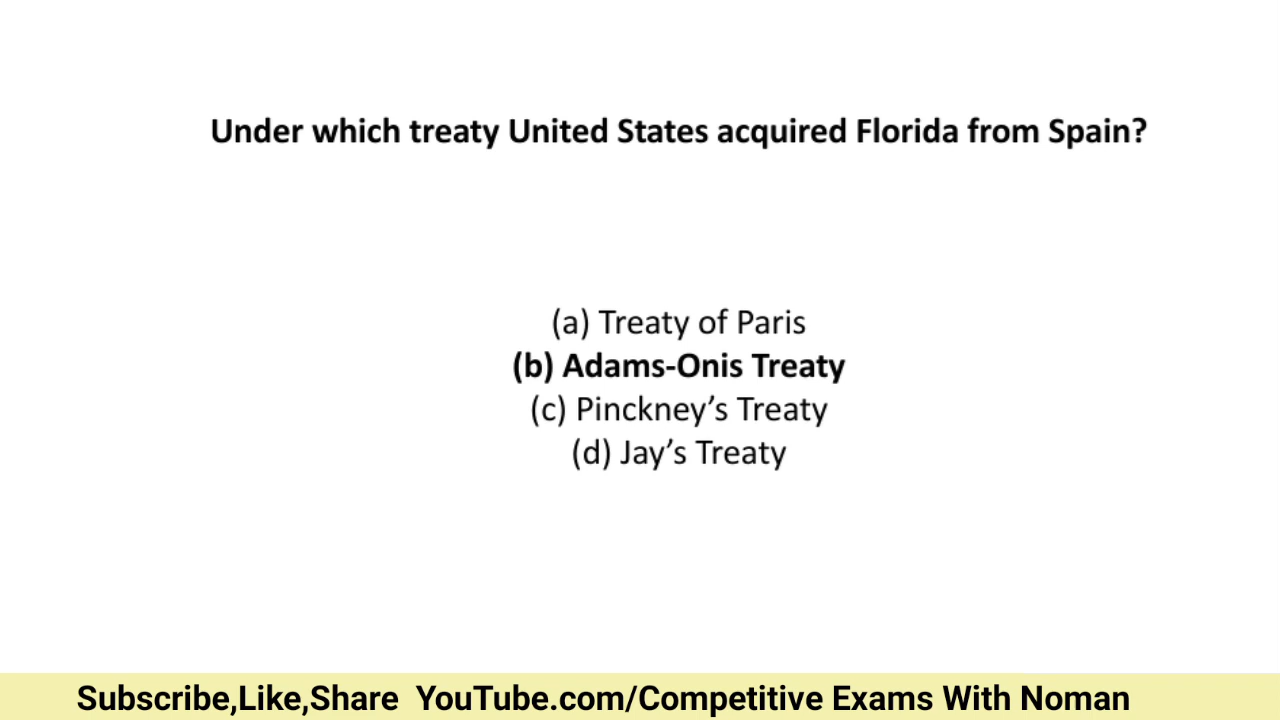 Under which treaty United States acquired Florida from Spain?
(a) Treaty of Paris
(b) Adams-Onis Treaty
(c) Pinckney’s Treaty
(d) Jay’s Treaty
Subscribe,Like,Share YouTube.com/Competitive Exams With Noman